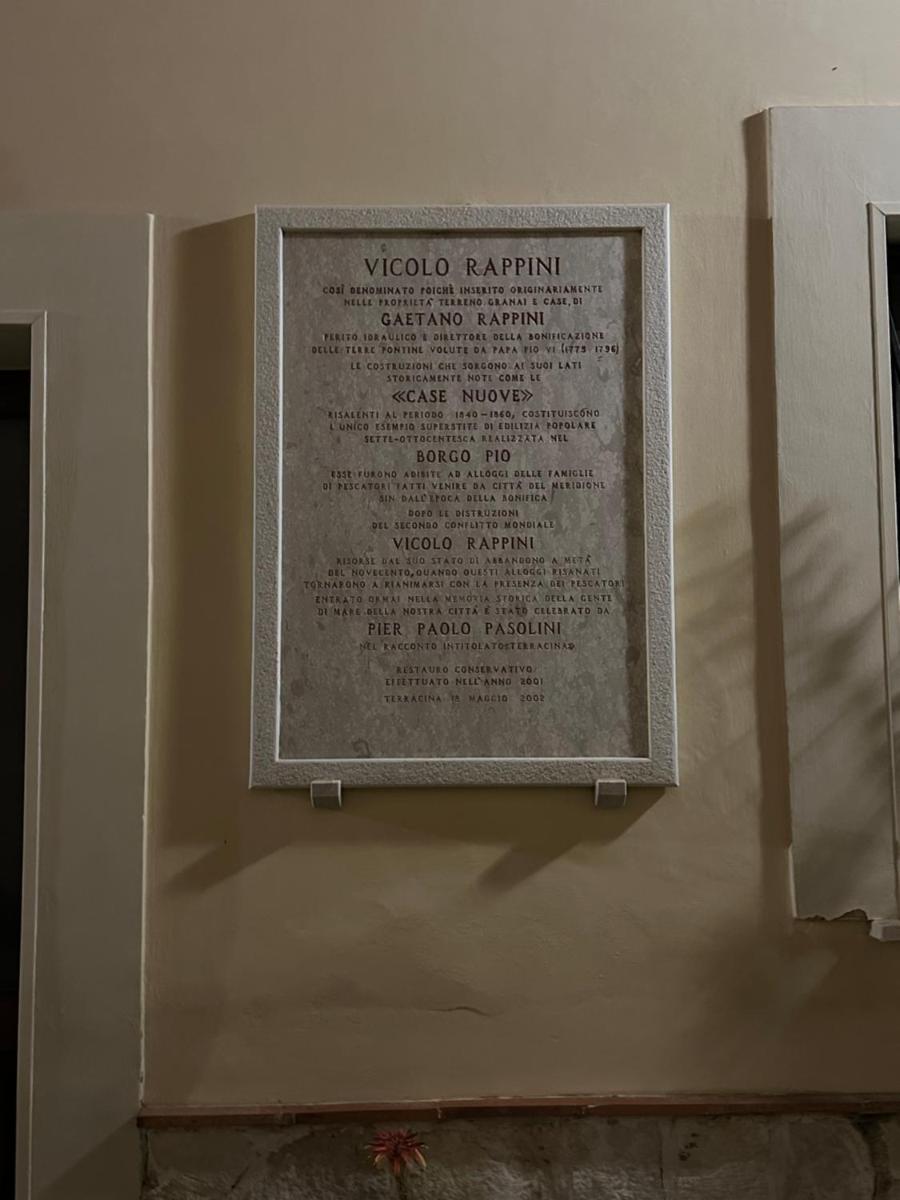 VICOLO RAPPINI
COSÌ DENOMINATO POICHÈ INSERITO ORIGINARIAMENTE
NELLE PROPRIETÀ TERRENO GRANAI E CASE, DI
GAETANO RAPPINI
PERITO IDRAULICO E DIRETTORE DELLA BONIFICAZIONE
DELLE TERRE PONTINE VOLUTE DA PAPA PIO VI (1775 1796)
LE COSTRUZIONI CHE SORGONO AI SUOI LATI
STORICAMENTE NOTE COME LE
«CASE NUOVE»
RISALENTI AL PERIODO 1840-1860, COSTITUISCONO
L'UNICO ESEMPIO SUPERSTITE DI EDILIZIA POPOLARE
SETTE-OTTOCENTESCA REALIZZATA NEL
BORGO PIO
ESSE FURONO ADIBITE AD ALLOGGI DELLE FAMIGLIE
DI PESCATORI FATTI VENIRE DA CITTÀ DEL MERIDIONE
SIN DALL'EPOCA DELLA BONIFICA
DOPO LE DISTRUZIONI
DEL SECONDO CONFLITTO MONDIALE
VICOLO RAPPINI
RISORSE DAL SUO STATO DI ABBANDONO A METÀ
DEL NOVECENTO, QUANDO QUESTI ALLOGGI RISANATI
TORNARONO A RIANIMARSI CON LA PRESENZA DEI PESCATORI
ENTRATO ORMAI NELLA MEMORIA STORICA DELLA GENTE
DI MARE DELLA NOSTRA CITTÀ È STATO CELEBRATO DA
PIER PAOLO PASOLINI
NEL RACCONTO INTITOLATO «TERRACINA»
RESTAURO CONSERVATIVO
EFFETTUATO NELL'ANNO 2001
TERRACINA 18 MAGGIO 2002